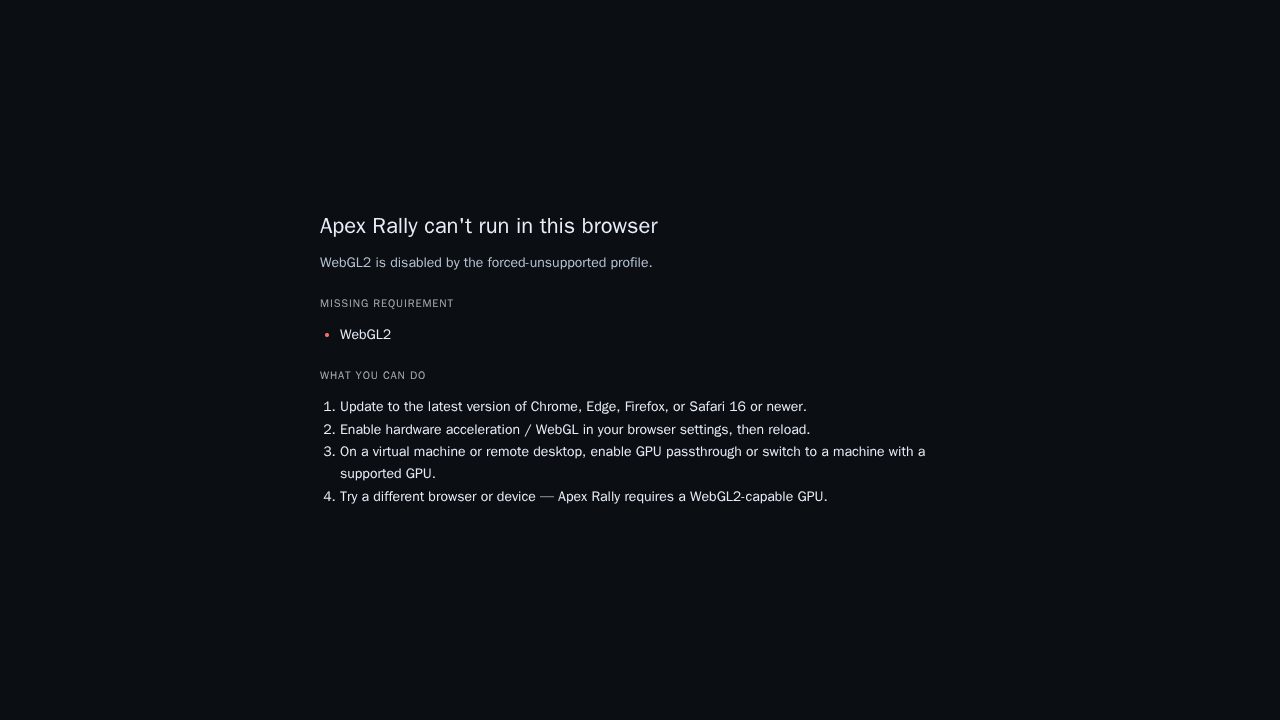 Apex Rally can't run in this browser
WebGL2 is disabled by the forced-unsupported profile.
MISSING REQUIREMENT
• WebGL2
WHAT YOU CAN DO
1. Update to the latest version of Chrome, Edge, Firefox, or Safari 16 or newer.
2. Enable hardware acceleration / WebGL in your browser settings, then reload.
3. On a virtual machine or remote desktop, enable GPU passthrough or switch to a machine with a
supported GPU.
4. Try a different browser or device — Apex Rally requires a WebGL2-capable GPU.